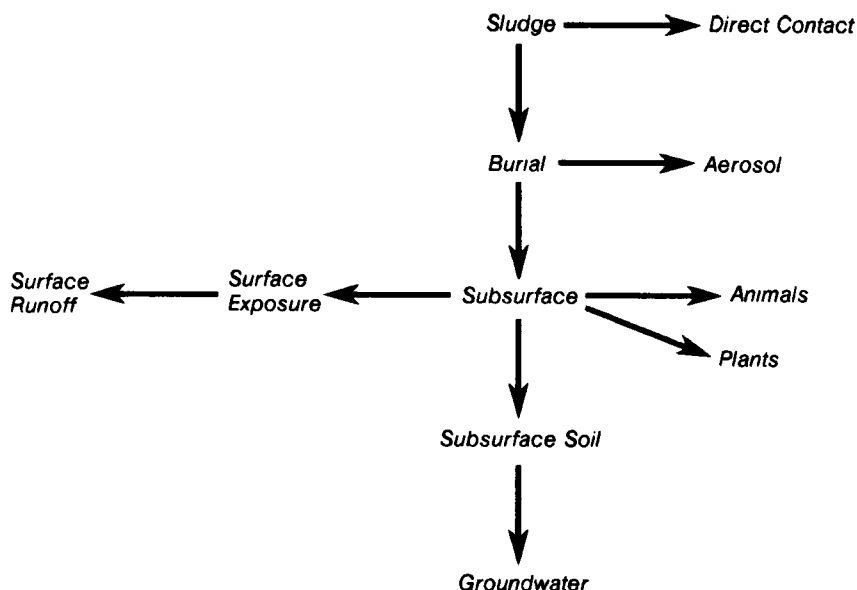 Sludge
Direct Contact
Burial
Aerosol
Surface
Runoff
Surface
Exposure
Subsurface
Animals
Plants
Subsurface Soil
Groundwater